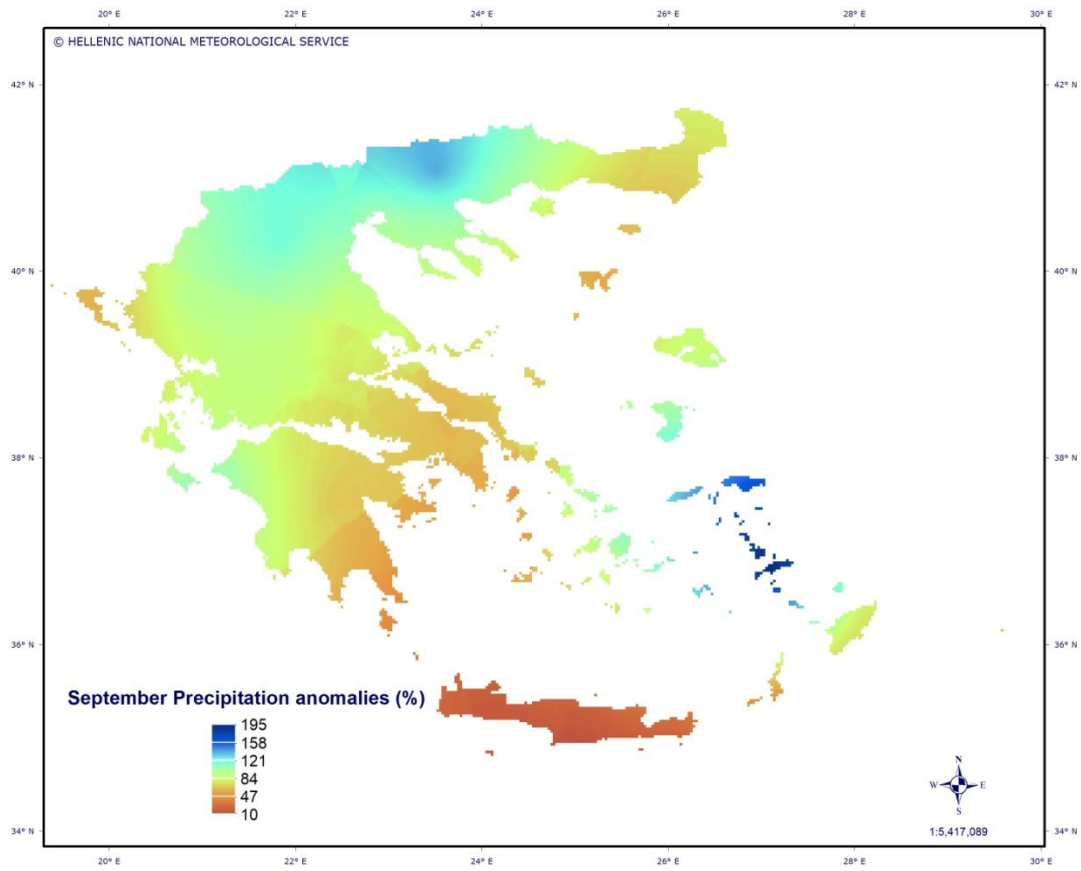 20° E 22° E 24° E 26° E 28° E 30° E
© HELLENIC NATIONAL METEOROLOGICAL SERVICE
42° N 42° N
40° N 40° N
38° N 38° N
36° N 36° N
September Precipitation anomalies (%)
195
158
121
84
47
10
N
W E
S
1:5,417,089
34° N 34° N
20° E 22° E 24° E 26° E 28° E 30° E